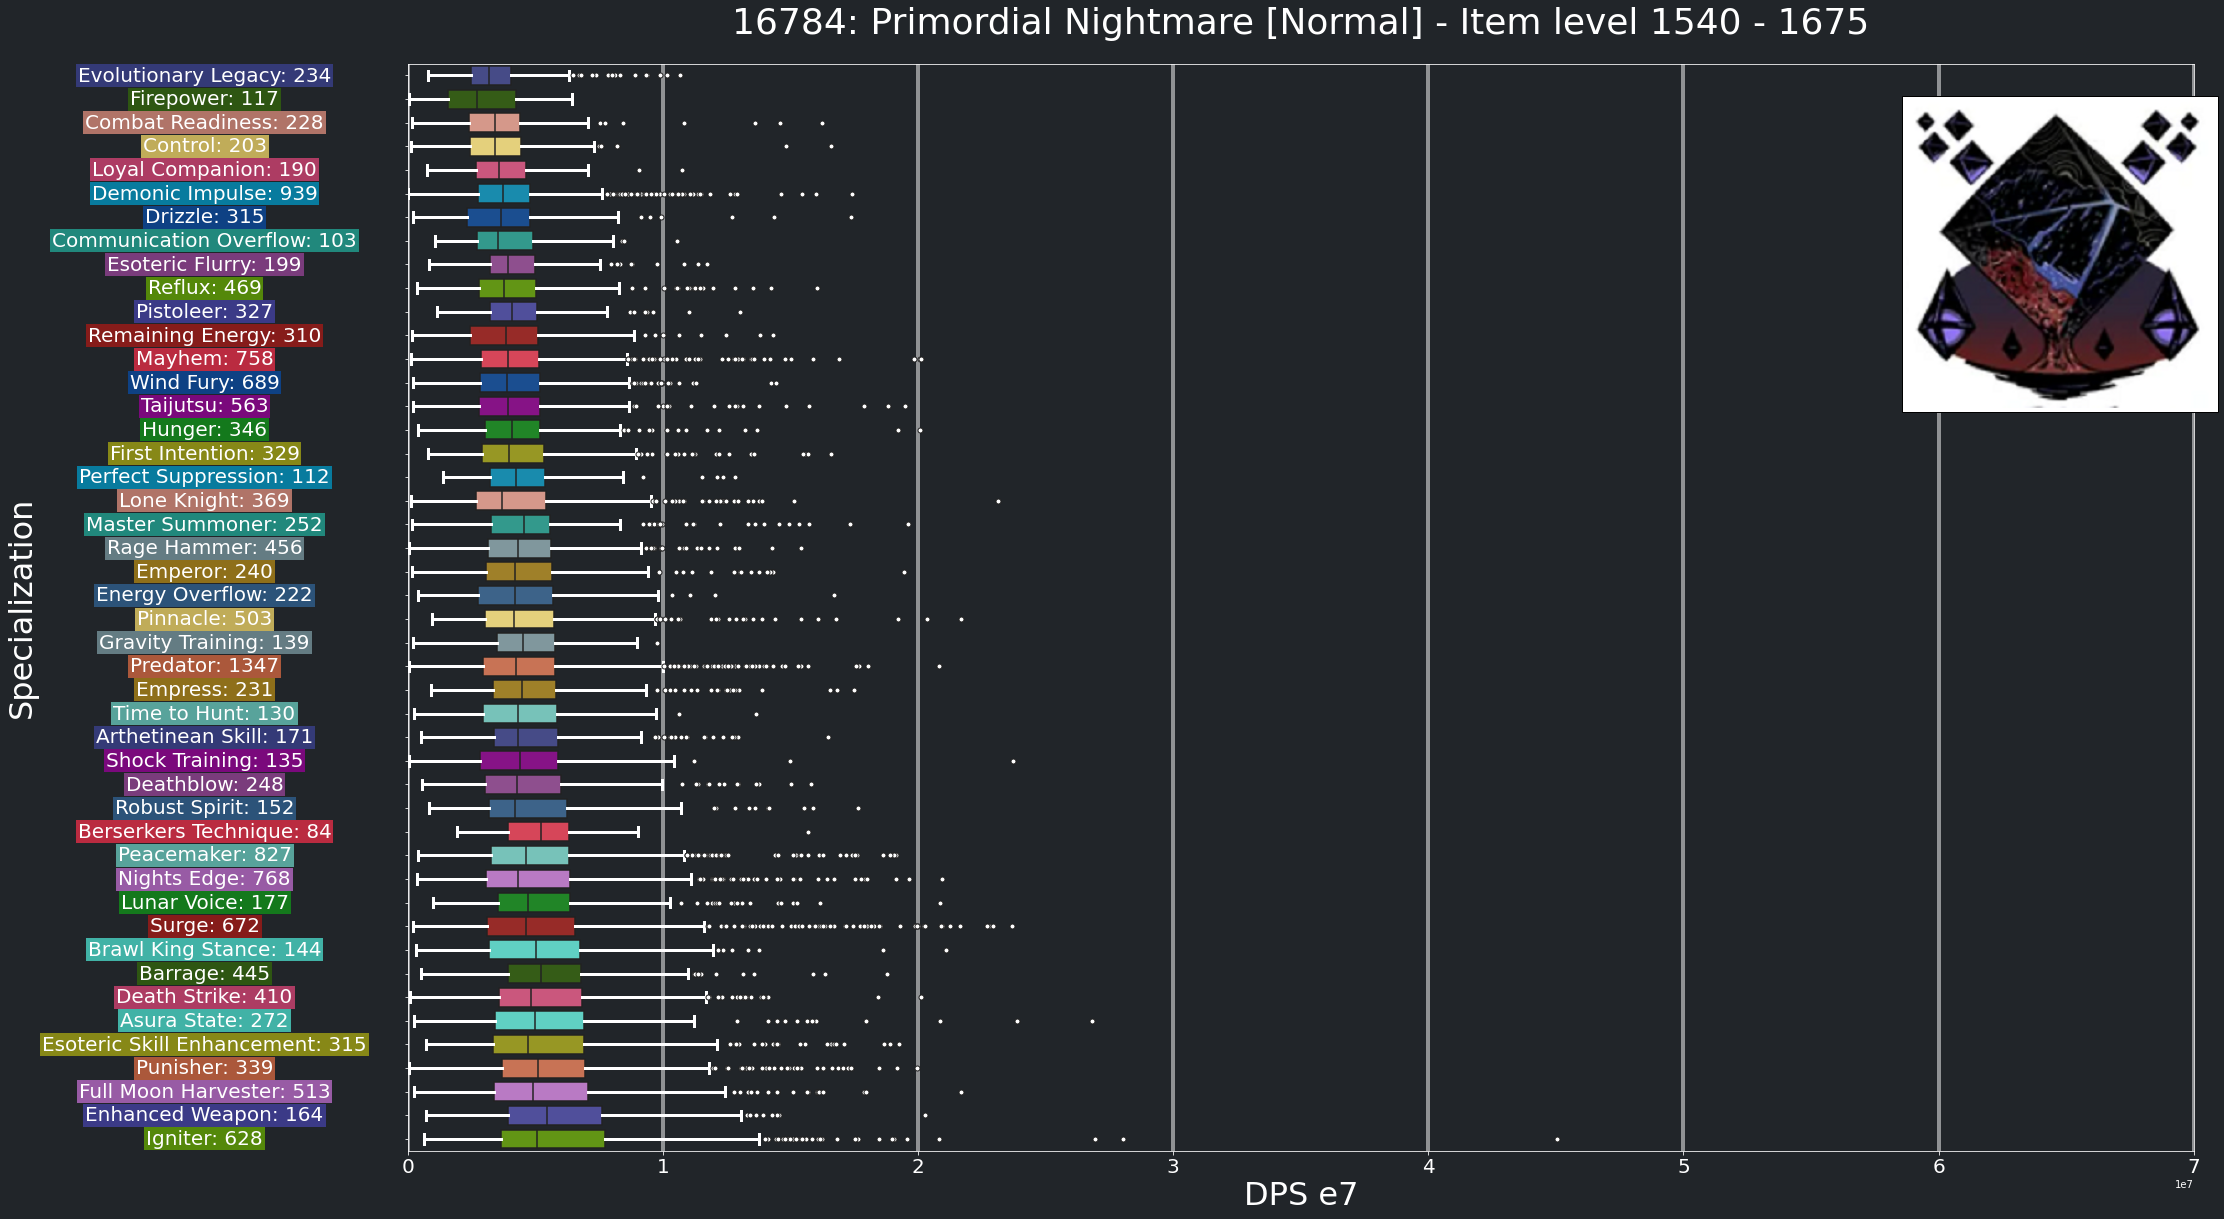 16784: Primordial Nightmare [Normal] - Item level 1540 - 1675
Specialization
Evolutionary Legacy: 234
Firepower: 117
Combat Readiness: 228
Control: 203
Loyal Companion: 190
Demonic Impulse: 939
Drizzle: 315
Communication Overflow: 103
Esoteric Flurry: 199
Reflux: 469
Pistoleer: 327
Remaining Energy: 310
Mayhem: 758
Wind Fury: 689
Taijutsu: 563
Hunger: 346
First Intention: 329
Perfect Suppression: 112
Lone Knight: 369
Master Summoner: 252
Rage Hammer: 456
Emperor: 240
Energy Overflow: 222
Pinnacle: 503
Gravity Training: 139
Predator: 1347
Empress: 231
Time to Hunt: 130
Arthetinean Skill: 171
Shock Training: 135
Deathblow: 248
Robust Spirit: 152
Berserkers Technique: 84
Peacemaker: 827
Nights Edge: 768
Lunar Voice: 177
Surge: 672
Brawl King Stance: 144
Barrage: 445
Death Strike: 410
Asura State: 272
Esoteric Skill Enhancement: 315
Punisher: 339
Full Moon Harvester: 513
Enhanced Weapon: 164
Igniter: 628
0 1 2 3 4 5 6 7
1e7
DPS e7